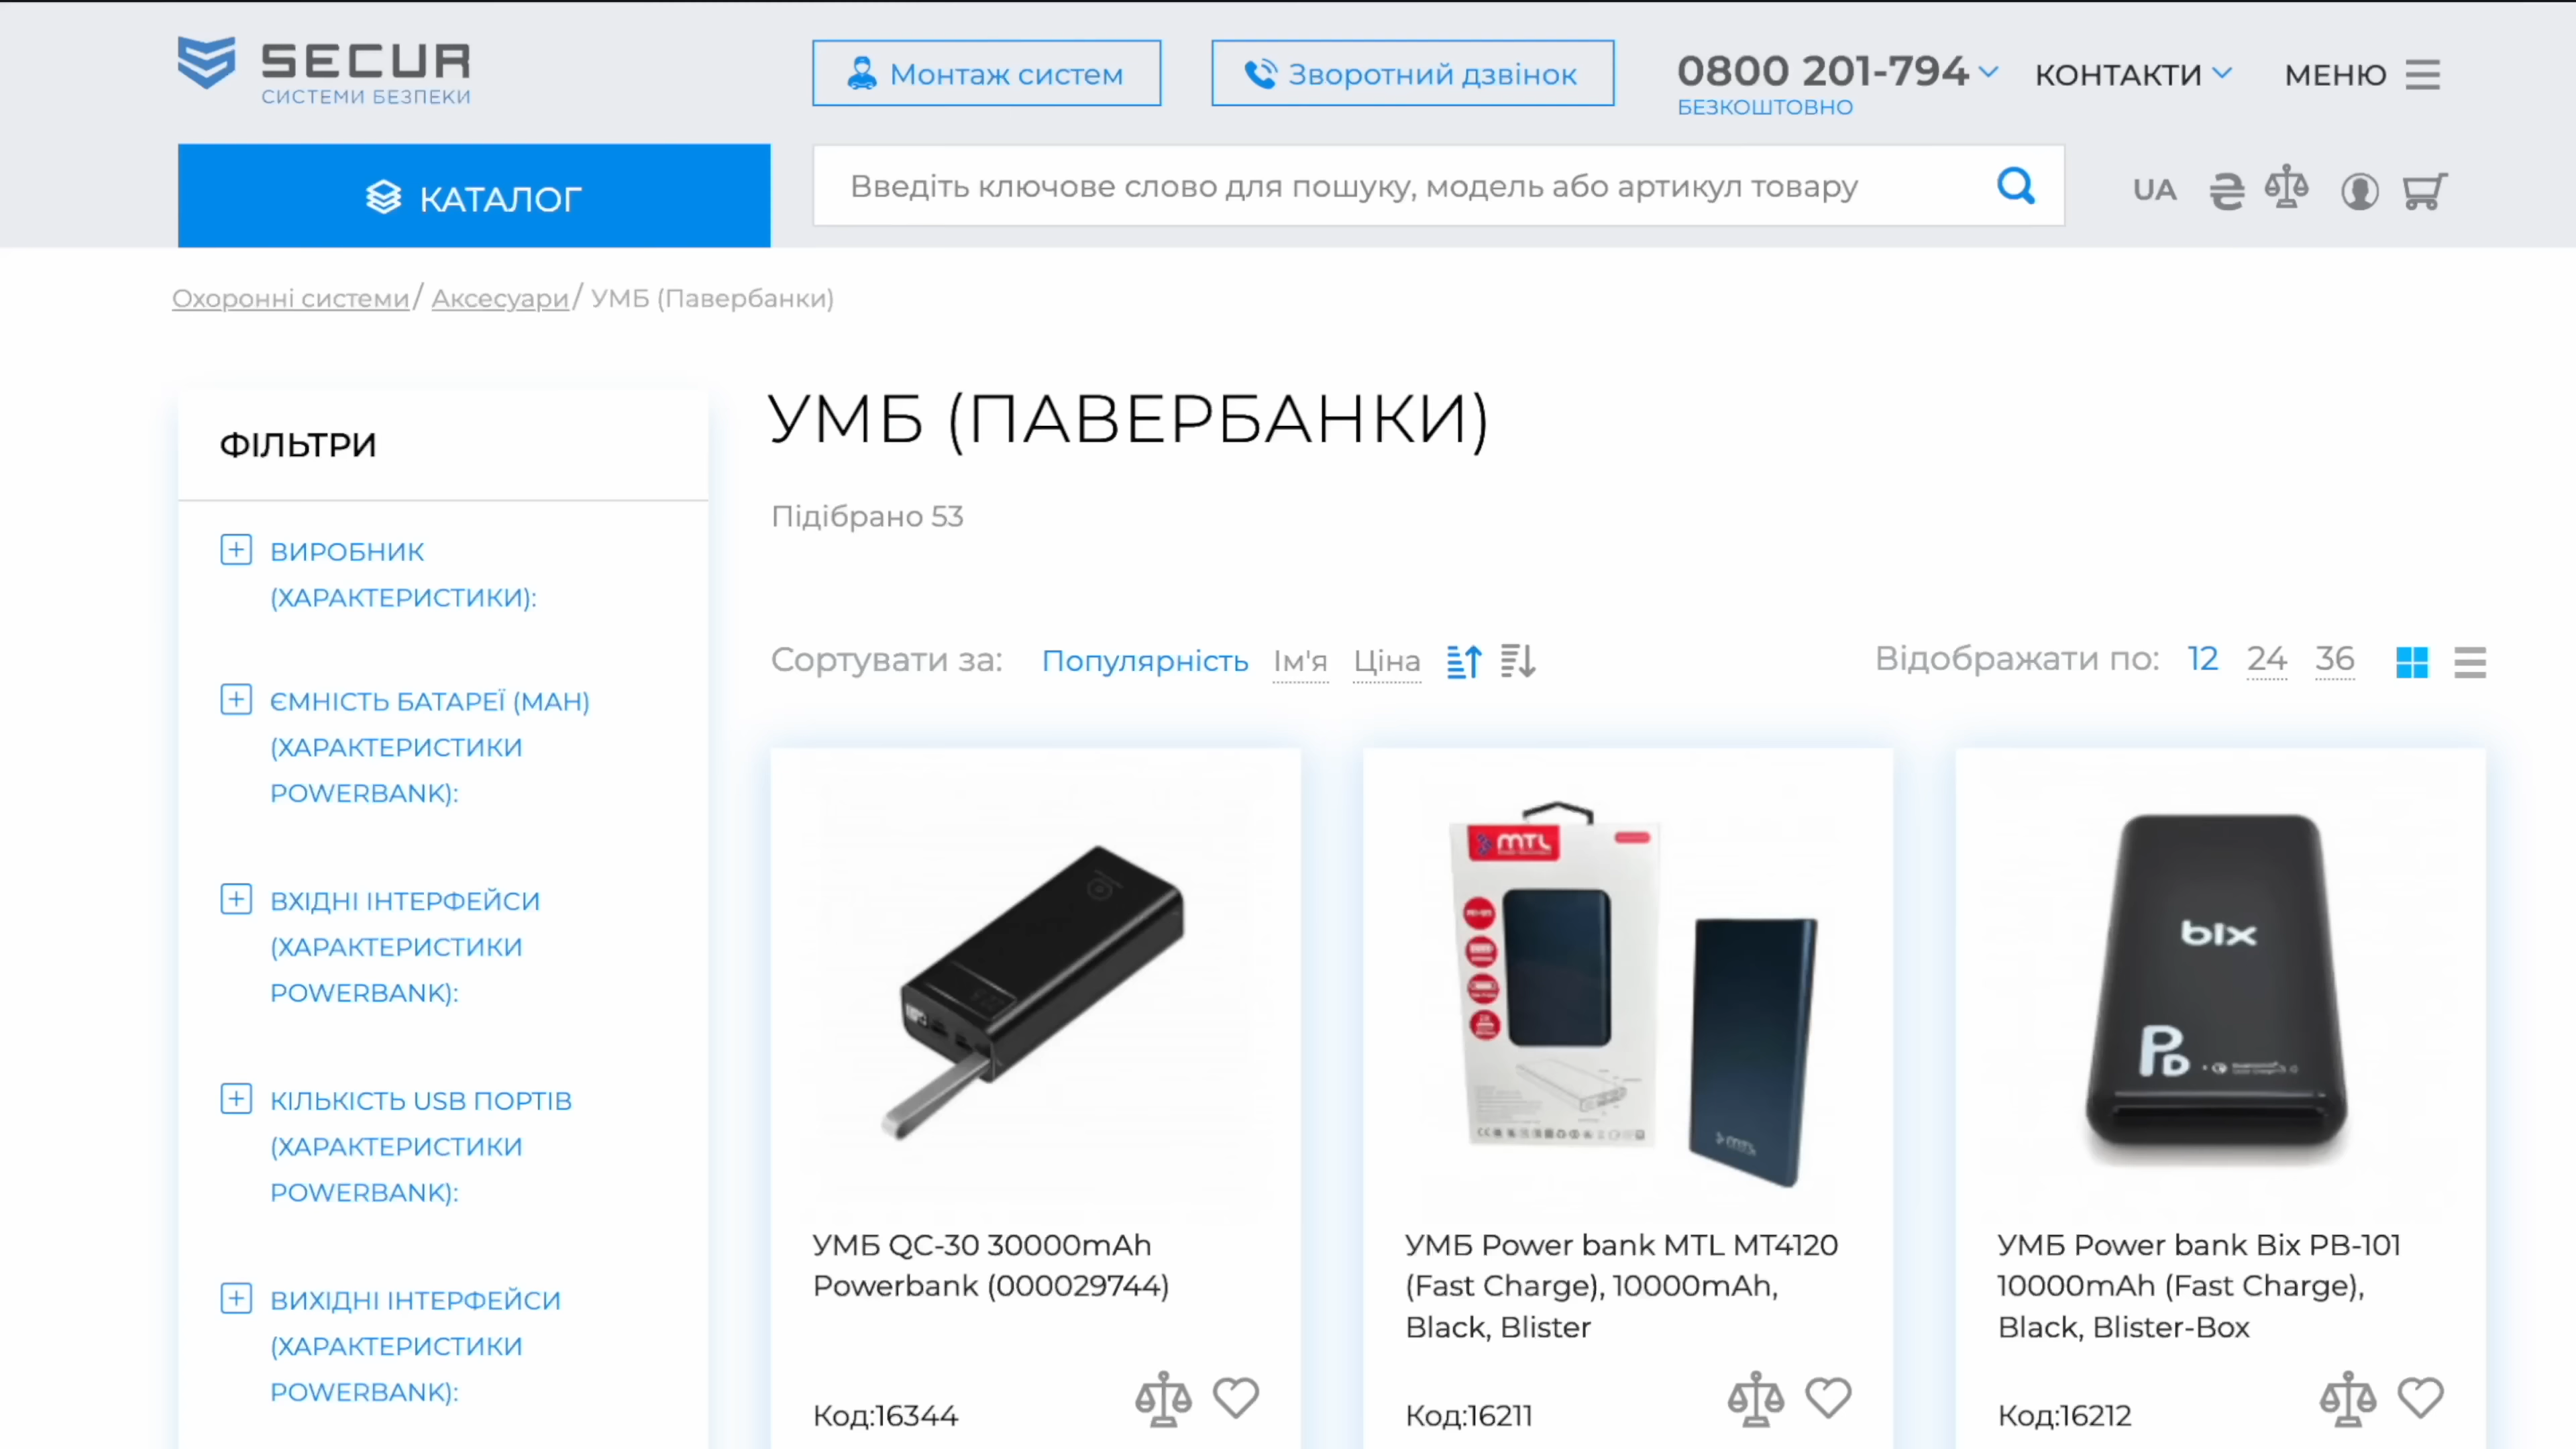 SECUR
СИСТЕМИ БЕЗПЕКИ
Монтаж систем
Зворотний дзвінок
0800 201-794
БЕЗКОШТОВНО
КОНТАКТИ
МЕНЮ
КАТАЛОГ
Введіть ключове слово для пошуку, модель або артикул товару
UA ₴
Охоронні системи / Аксесуари / УМБ (Павербанки)
ФІЛЬТРИ
ВИРОБНИК
(ХАРАКТЕРИСТИКИ):
ЄМНІСТЬ БАТАРЕЇ (MAH)
(ХАРАКТЕРИСТИКИ
POWERBANK):
ВХІДНІ ІНТЕРФЕЙСИ
(ХАРАКТЕРИСТИКИ
POWERBANK):
КІЛЬКІСТЬ USB ПОРТІВ
(ХАРАКТЕРИСТИКИ
POWERBANK):
ВИХІДНІ ІНТЕРФЕЙСИ
(ХАРАКТЕРИСТИКИ
POWERBANK):
УМБ (ПАВЕРБАНКИ)
Підібрано 53
Сортувати за: Популярність Ім'я Ціна
Відображати по: 12 24 36
MTL
MTL
bix
PD
УМБ QC-30 30000mAh
Powerbank (000029744)
Код:16344
УМБ Power bank MTL MT4120
(Fast Charge), 10000mAh,
Black, Blister
Код:16211
УМБ Power bank Bix PB-101
10000mAh (Fast Charge),
Black, Blister-Box
Код:16212